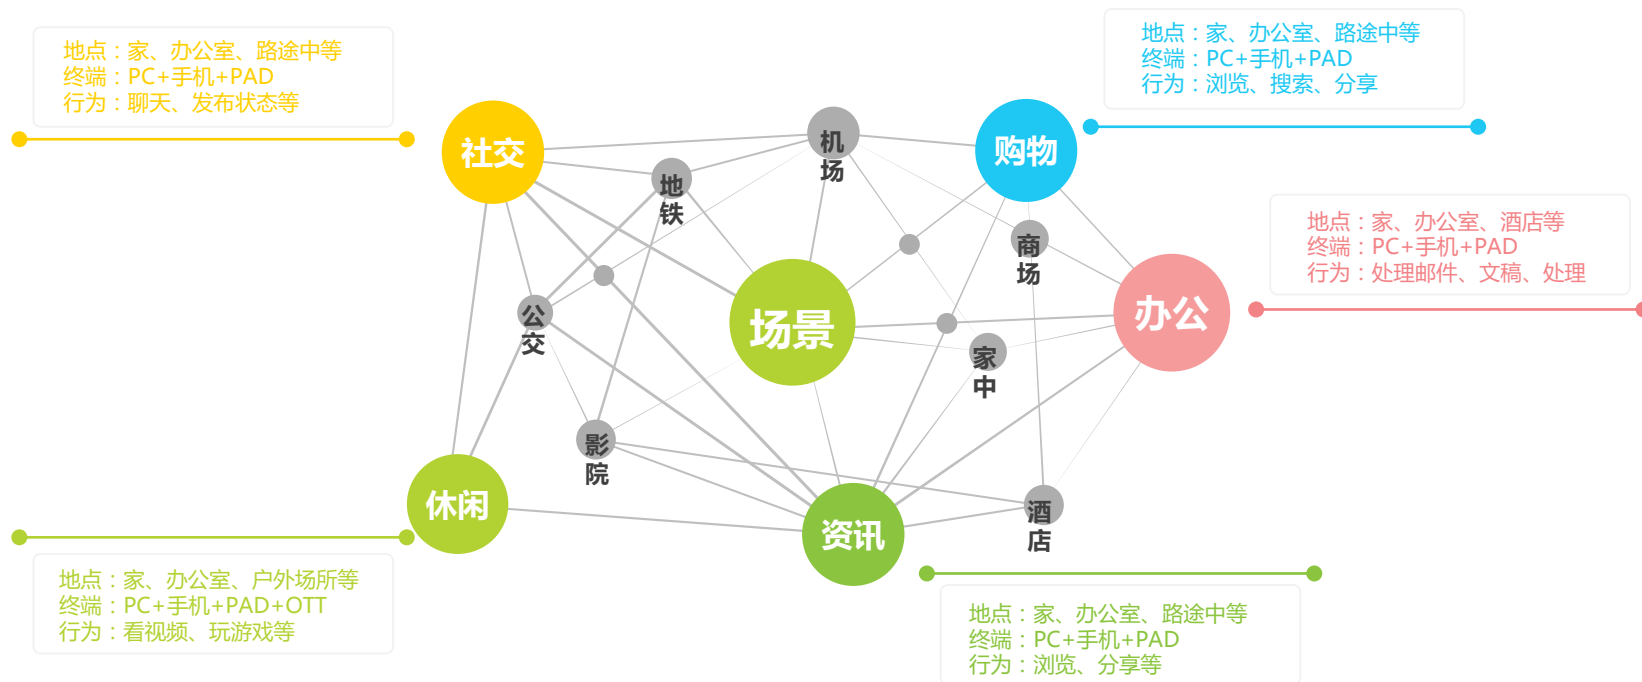 地点：家、办公室、路途中等
终端：PC+手机+PAD
行为：聊天、发布状态等
地点：家、办公室、路途中等
终端：PC+手机+PAD
行为：浏览、搜索、分享
社交
机场
购物
地铁
地点：家、办公室、酒店等
终端：PC+手机+PAD
行为：处理邮件、文稿、处理
商场
公交
场景
办公
家中
影院
休闲
资讯
酒店
地点：家、办公室、户外场所等
终端：PC+手机+PAD+OTT
行为：看视频、玩游戏等
地点：家、办公室、路途中等
终端：PC+手机+PAD
行为：浏览、分享等